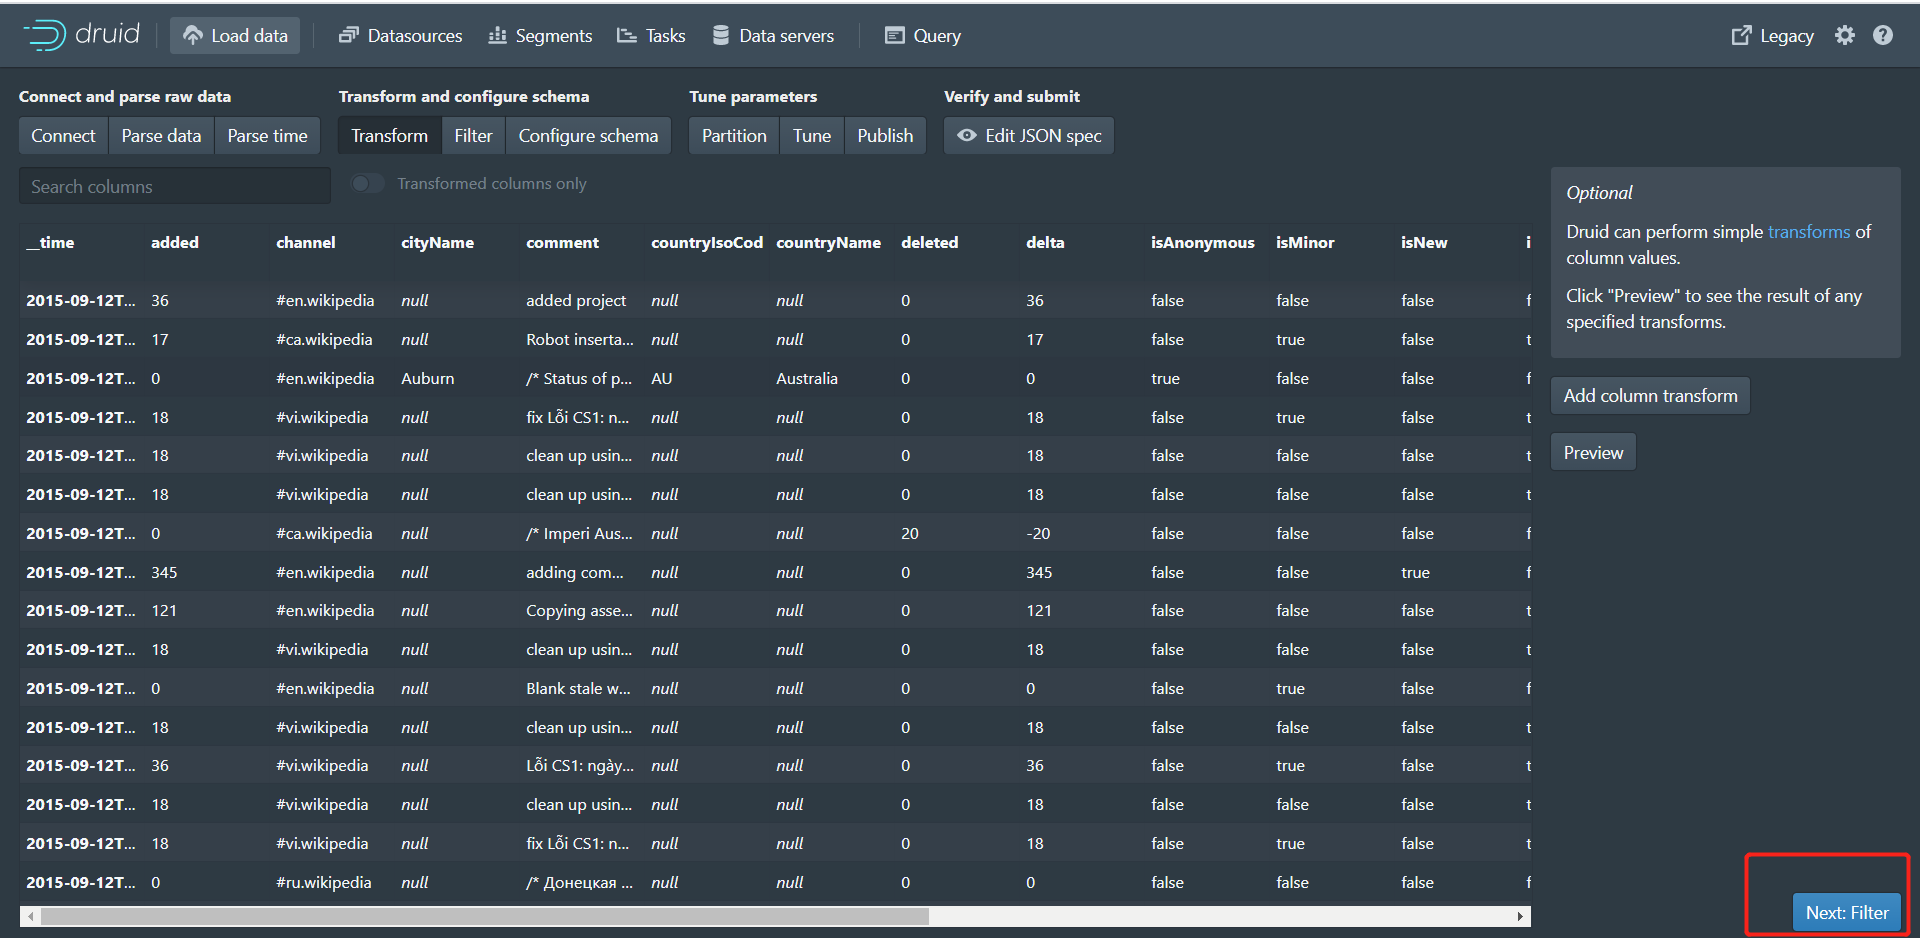 druid Load data Datasources Segments Tasks Data servers Query Legacy
Connect and parse raw data Transform and configure schema Tune parameters Verify and submit
Connect Parse data Parse time Transform Filter Configure schema Partition Tune Publish Edit JSON spec
Search columns Transformed columns only
__time added channel cityName comment countryIsoCod countryName deleted delta isAnonymous isMinor isNew i
2015-09-12T... 36 #en.wikipedia null added project null null 0 36 false false false f
2015-09-12T... 17 #ca.wikipedia null Robot inserta... null null 0 17 false true false t
2015-09-12T... 0 #en.wikipedia Auburn /* Status of p... AU Australia 0 0 true false false f
2015-09-12T... 18 #vi.wikipedia null fix Lỗi CS1: n... null null 0 18 false true false t
2015-09-12T... 18 #vi.wikipedia null clean up usin... null null 0 18 false false false t
2015-09-12T... 18 #vi.wikipedia null clean up usin... null null 0 18 false false false t
2015-09-12T... 0 #ca.wikipedia null /* Imperi Aus... null null 20 -20 false false false f
2015-09-12T... 345 #en.wikipedia null adding com... null null 0 345 false false true f
2015-09-12T... 121 #en.wikipedia null Copying asse... null null 0 121 false false false t
2015-09-12T... 18 #vi.wikipedia null clean up usin... null null 0 18 false false false t
2015-09-12T... 0 #en.wikipedia null Blank stale w... null null 0 0 false true false f
2015-09-12T... 18 #vi.wikipedia null clean up usin... null null 0 18 false false false t
2015-09-12T... 36 #vi.wikipedia null Lỗi CS1: ngày... null null 0 36 false true false t
2015-09-12T... 18 #vi.wikipedia null clean up usin... null null 0 18 false false false t
2015-09-12T... 18 #vi.wikipedia null fix Lỗi CS1: n... null null 0 18 false true false t
2015-09-12T... 0 #ru.wikipedia null /* Донецкая ... null null 0 0 false false false f
Optional
Druid can perform simple transforms of
column values.
Click "Preview" to see the result of any
specified transforms.
Add column transform
Preview
Next: Filter